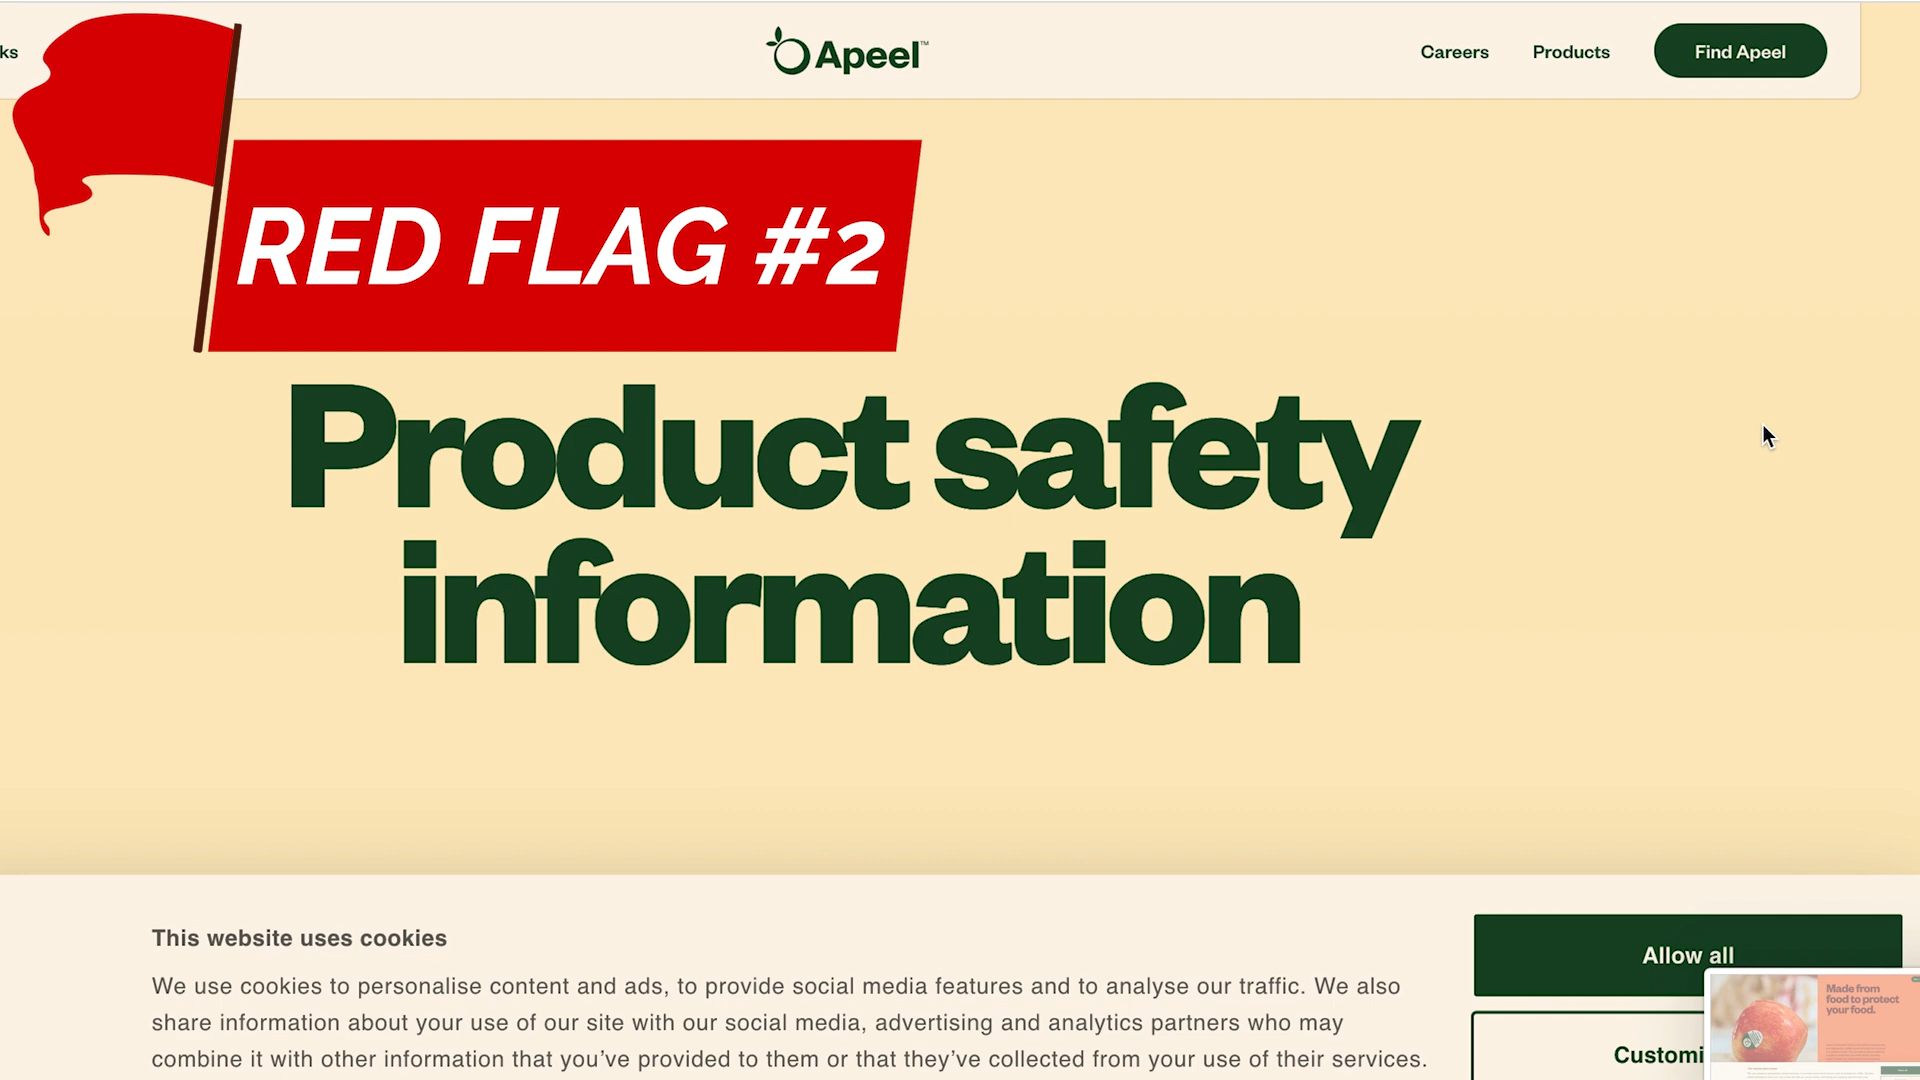 ks
Apeel™
Careers
Products
Find Apeel
RED FLAG #2
Product safety
information
This website uses cookies
We use cookies to personalise content and ads, to provide social media features and to analyse our traffic. We also
share information about your use of our site with our social media, advertising and analytics partners who may
combine it with other information that you've provided to them or that they've collected from your use of their services.
Allow all
Customi
Made from
food to protect
your food.